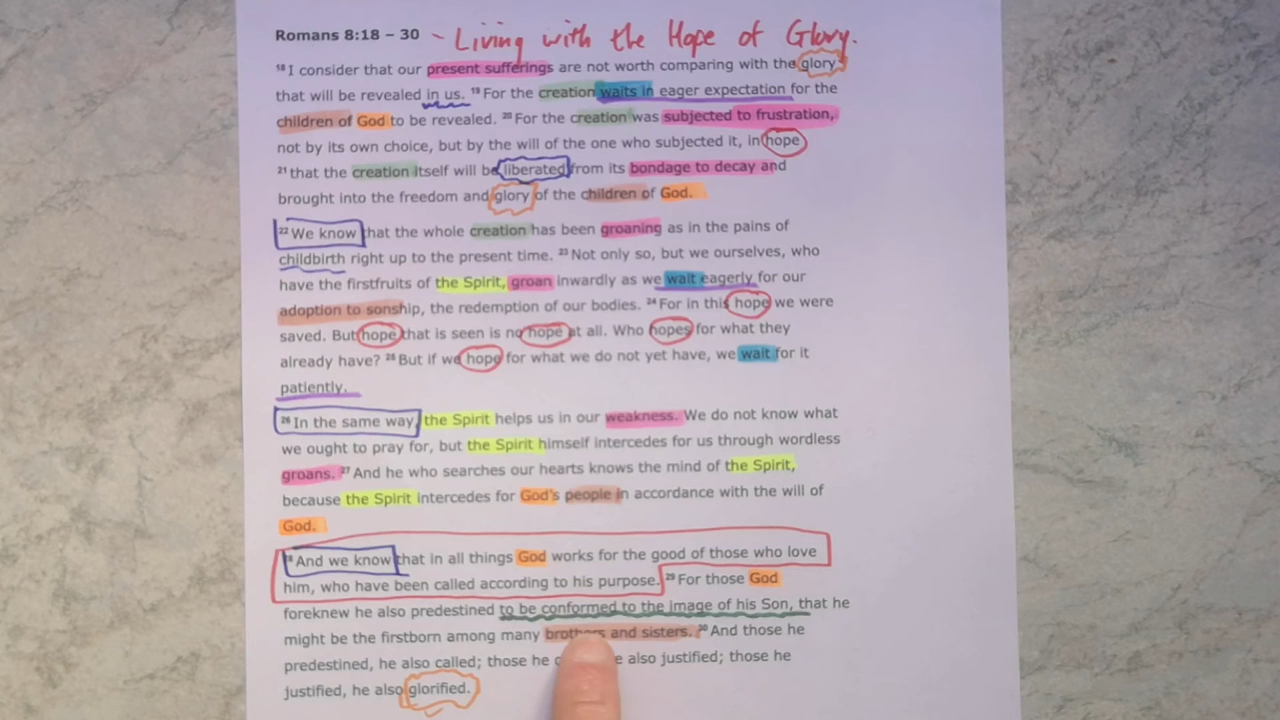 Romans 8:18 – 30 ~ Living with the Hope of Glory.
18 I consider that our present sufferings are not worth comparing with the glory
that will be revealed in us. 19 For the creation waits in eager expectation for the
children of God to be revealed. 20 For the creation was subjected to frustration,
not by its own choice, but by the will of the one who subjected it, in hope
21 that the creation itself will be liberated from its bondage to decay and
brought into the freedom and glory of the children of God.
22 We know that the whole creation has been groaning as in the pains of
childbirth right up to the present time. 23 Not only so, but we ourselves, who
have the firstfruits of the Spirit, groan inwardly as we wait eagerly for our
adoption to sonship, the redemption of our bodies. 24 For in this hope we were
saved. But hope that is seen is no hope at all. Who hopes for what they
already have? 25 But if we hope for what we do not yet have, we wait for it
patiently.
26 In the same way, the Spirit helps us in our weakness. We do not know what
we ought to pray for, but the Spirit himself intercedes for us through wordless
groans. 27 And he who searches our hearts knows the mind of the Spirit,
because the Spirit intercedes for God's people in accordance with the will of
God.
And we know that in all things God works for the good of those who love
him, who have been called according to his purpose. 29 For those God
foreknew he also predestined to be conformed to the image of his Son, that he
might be the firstborn among many brothers and sisters. 30 And those he
predestined, he also called; those he also justified; those he
justified, he also glorified.